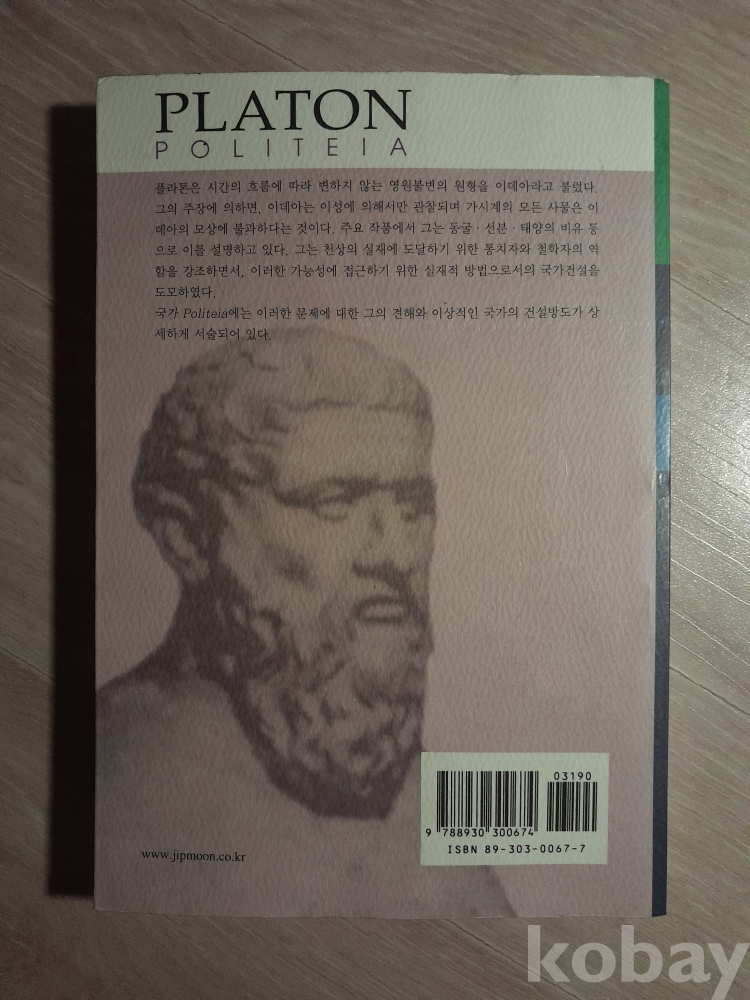 PLATON
POLITEIA
플라톤은 시간의 흐름에 따라 변하지 않는 영원불변의 원형을 이데아라고 불렀다.
그의 주장에 의하면, 이데아는 이성에 의해서만 관찰되며 가시계의 모든 사물은 이
데아의 모상에 불과하다는 것이다. 주요 작품에서 그는 동굴·선분·태양의 비유 등
으로 이를 설명하고 있다. 그는 천상의 실재에 도달하기 위한 통치자와 철학자의 역
할을 강조하면서, 이러한 가능성에 접근하기 위한 실재적 방법으로서의 국가건설을
도모하였다.
국가 Politeia에는 이러한 문제에 대한 그의 견해와 이상적인 국가의 건설방도가 상
세하게 서술되어 있다.
03190
9 788930 300674
ISBN 89-303-0067-7
www.jipmoon.co.kr
kobay